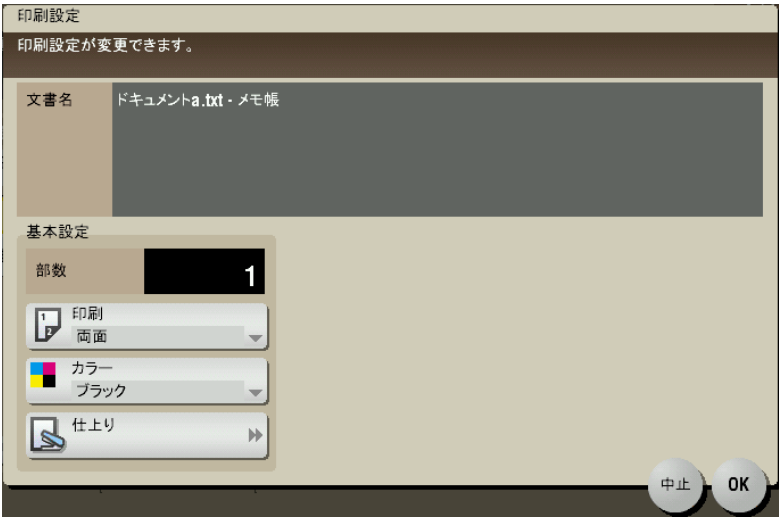 印刷設定
印刷設定が変更できます。
文書名
ドキュメントa.txt - メモ帳
基本設定
部数
1
1
2
印刷
両面
カラー
ブラック
仕上り
中止
OK